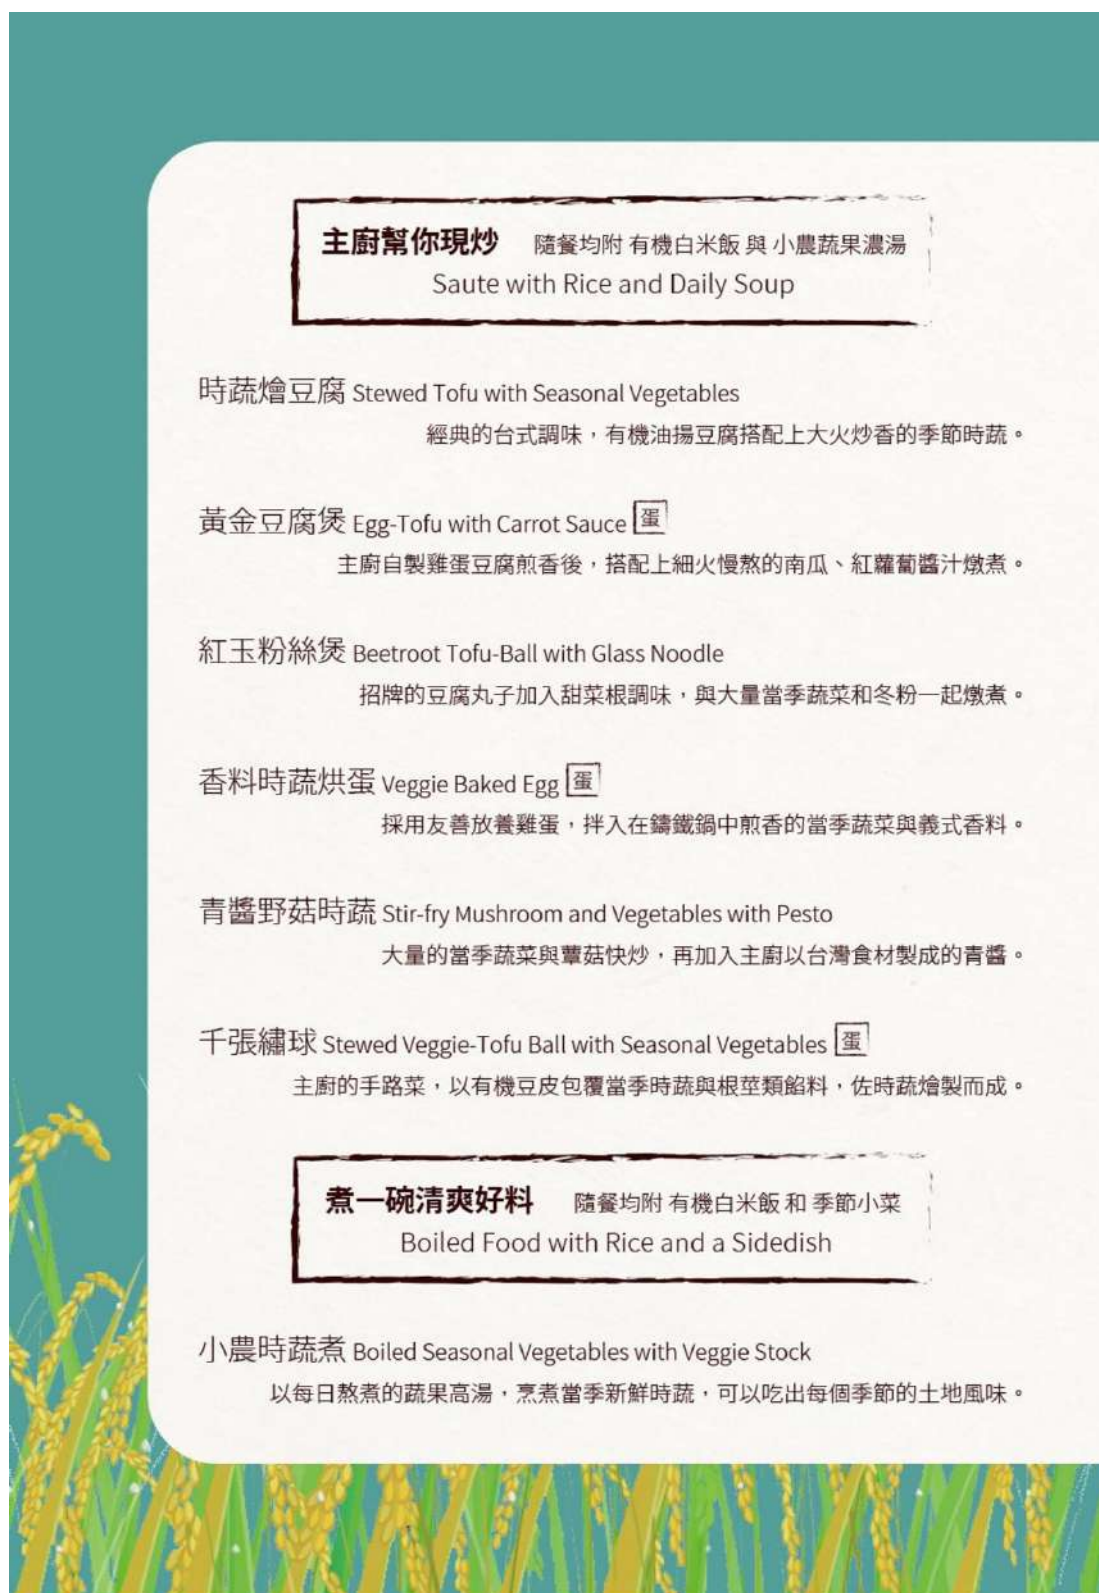 主廚幫你現炒 隨餐均附 有機白米飯 與 小農蔬果濃湯
Saute with Rice and Daily Soup
時蔬燴豆腐 Stewed Tofu with Seasonal Vegetables
經典的台式調味，有機油揚豆腐搭配上大火炒香的季節時蔬。
黃金豆腐煲 Egg-Tofu with Carrot Sauce 蛋
主廚自製雞蛋豆腐煎香後，搭配上細火慢熬的南瓜、紅蘿蔔醬汁燉煮。
紅玉粉絲煲 Beetroot Tofu-Ball with Glass Noodle
招牌的豆腐丸子加入甜菜根調味，與大量當季蔬菜和冬粉一起燉煮。
香料時蔬烘蛋 Veggie Baked Egg 蛋
採用友善放養雞蛋，拌入在鑄鐵鍋中煎香的當季蔬菜與義式香料。
青醬野菇時蔬 Stir-fry Mushroom and Vegetables with Pesto
大量的當季蔬菜與蕈菇快炒，再加入主廚以台灣食材製成的青醬。
千張繡球 Stewed Veggie-Tofu Ball with Seasonal Vegetables 蛋
主廚的手路菜，以有機豆皮包覆當季時蔬與根莖類餡料，佐時蔬燴製而成。
煮一碗清爽好料 隨餐均附 有機白米飯 和 季節小菜
Boiled Food with Rice and a Sidedish
小農時蔬煮 Boiled Seasonal Vegetables with Veggie Stock
以每日熬煮的蔬果高湯，烹煮當季新鮮時蔬，可以吃出每個季節的土地風味。